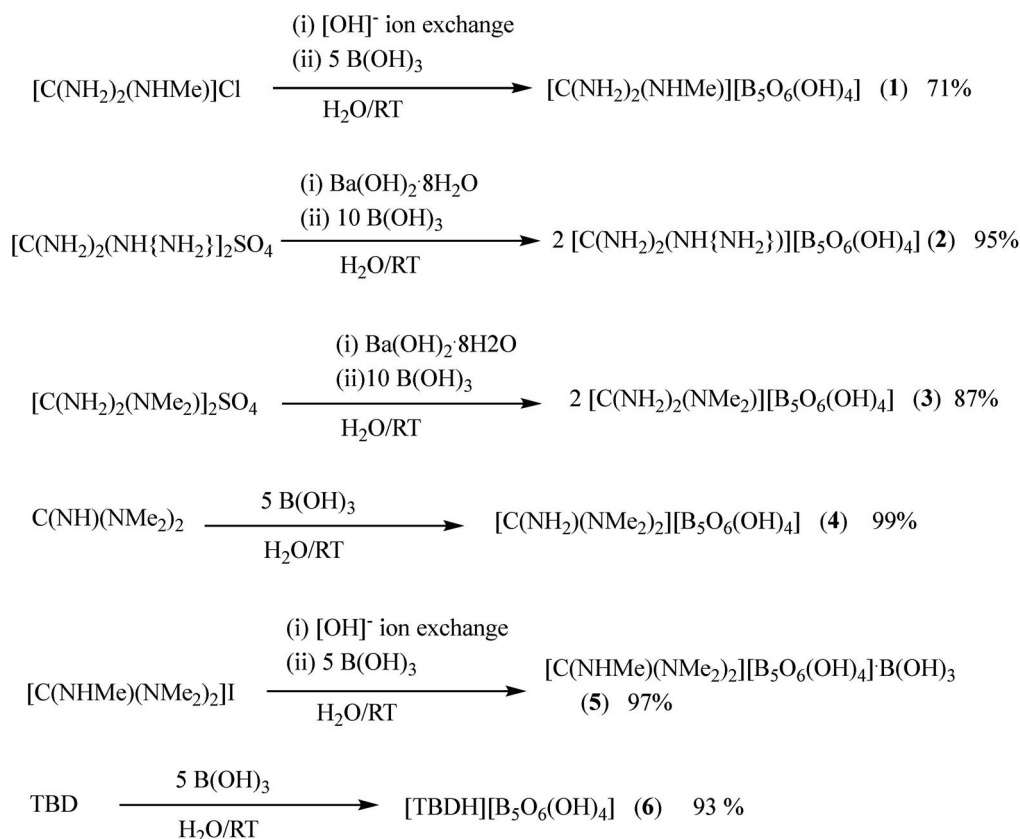 (i) [OH]⁻ ion exchange
(ii) 5 B(OH)₃
[C(NH₂)₂(NHMe)]Cl
H₂O/RT
[C(NH₂)₂(NHMe)][B₅O₆(OH)₄] (1) 71%
(i) Ba(OH)₂·8H₂O
(ii) 10 B(OH)₃
[C(NH₂)₂(NH{NH₂}]₂SO₄
H₂O/RT
2 [C(NH₂)₂(NH{NH₂})][B₅O₆(OH)₄] (2) 95%
(i) Ba(OH)₂·8H2O
(ii)10 B(OH)₃
[C(NH₂)₂(NMe₂)]₂SO₄
H₂O/RT
2 [C(NH₂)₂(NMe₂)][B₅O₆(OH)₄] (3) 87%
5 B(OH)₃
C(NH)(NMe₂)₂
H₂O/RT
[C(NH₂)(NMe₂)₂][B₅O₆(OH)₄] (4) 99%
(i) [OH]⁻ ion exchange
(ii) 5 B(OH)₃
[C(NHMe)(NMe₂)₂]I
H₂O/RT
[C(NHMe)(NMe₂)₂][B₅O₆(OH)₄]·B(OH)₃
(5) 97%
5 B(OH)₃
TBD
H₂O/RT
[TBDH][B₅O₆(OH)₄] (6) 93 %